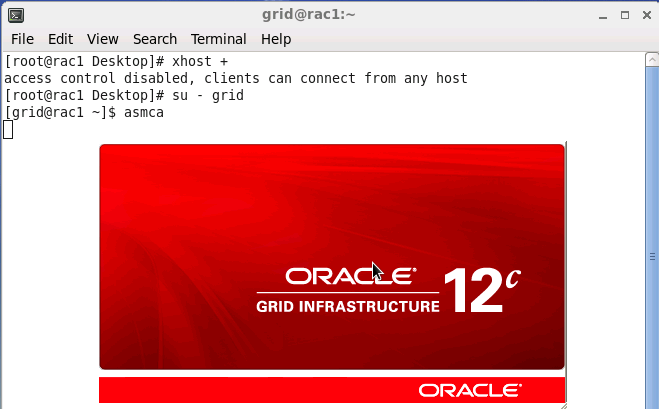 grid@rac1:~
File Edit View Search Terminal Help
[root@rac1 Desktop]# xhost +
access control disabled, clients can connect from any host
[root@rac1 Desktop]# su - grid
[grid@rac1 ~]$ asmca
ORACLE®
GRID INFRASTRUCTURE 12c
ORACLE®